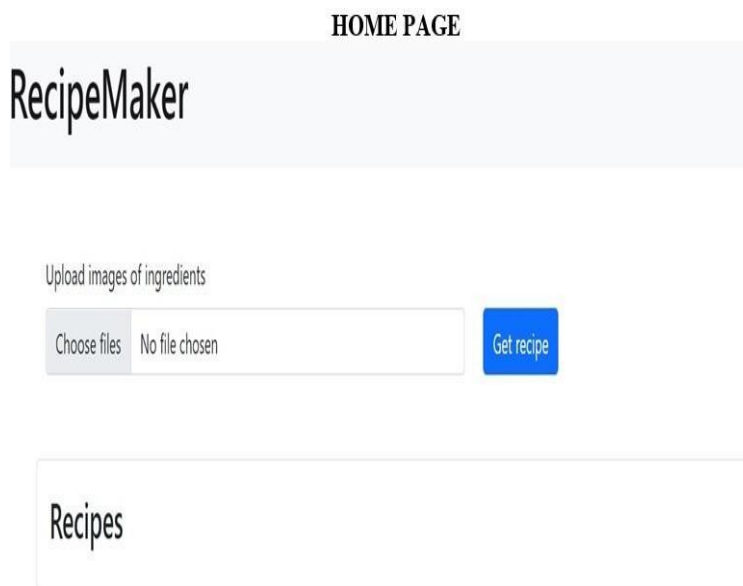 HOME PAGE
RecipeMaker
Upload images of ingredients
Choose files No file chosen Get recipe
Recipes